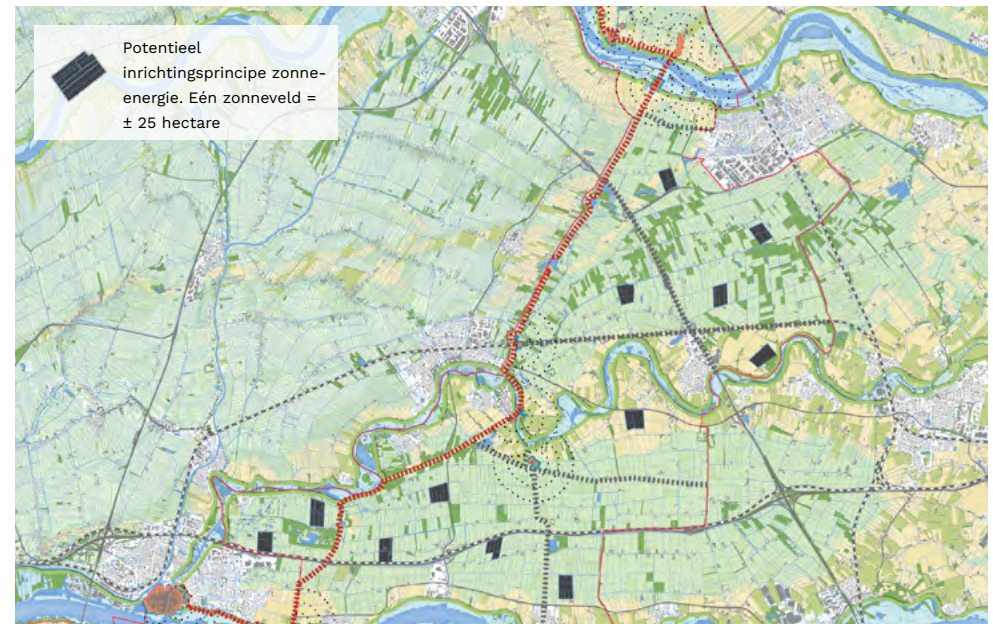 Potentieel
inrichtingsprincipe zonne-
energie. Eén zonneveld =
± 25 hectare